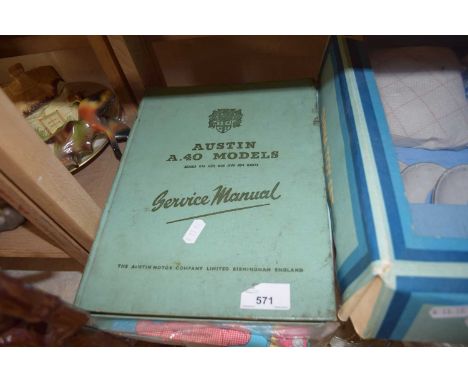 AUSTIN
A.40 MODELS
Service Manual
THE AUSTIN MOTOR COMPANY LIMITED BIRMINGHAM ENGLAND
571